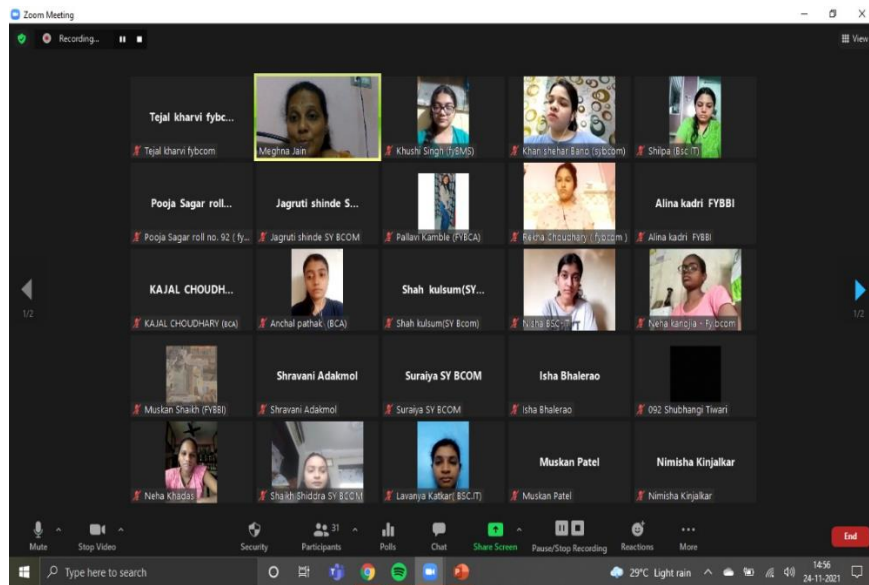 Zoom Meeting
Recording...
View
Tejal kharvi fybc...
Tejal kharvi fybcom
Meghna Jain
Khushi Singh (fyBMS)
Khan shehar Bano (sybcom)
Shilpa (Bsc IT)
Pooja Sagar roll...
Jagruti shinde S...
Alina kadri FYBBI
Pooja Sagar roll no. 92 ( fy...
Jagruti shinde SY BCOM
Pallavi Kamble (FYBCA)
Rekha Choudhary ( fybcom )
Alina kadri FYBBI
KAJAL CHOUDH...
Shah kulsum(SY...
1/2
KAJAL CHOUDHARY (BCA)
Anchal pathak (BCA)
Shah kulsum(SY Bcom)
Nisha BSC-IT
Neha kanojia - Fy bcom
1/2
Shravani Adakmol
Suraiya SY BCOM
Isha Bhalerao
Muskan Shaikh (FYBBI)
Shravani Adakmol
Suraiya SY BCOM
Isha Bhalerao
092 Shubhangi Tiwari
Muskan Patel
Nimisha Kinjalkar
Neha Khadas
Shaikh Shiddra SY BCOM
Lavanya Katkar( BSC.IT)
Muskan Patel
Nimisha Kinjalkar
31
Mute
Stop Video
Security
Participants
Polls
Chat
Share Screen
Pause/Stop Recording
Reactions
More
End
Type here to search
29°C Light rain
14:56
24-11-2021